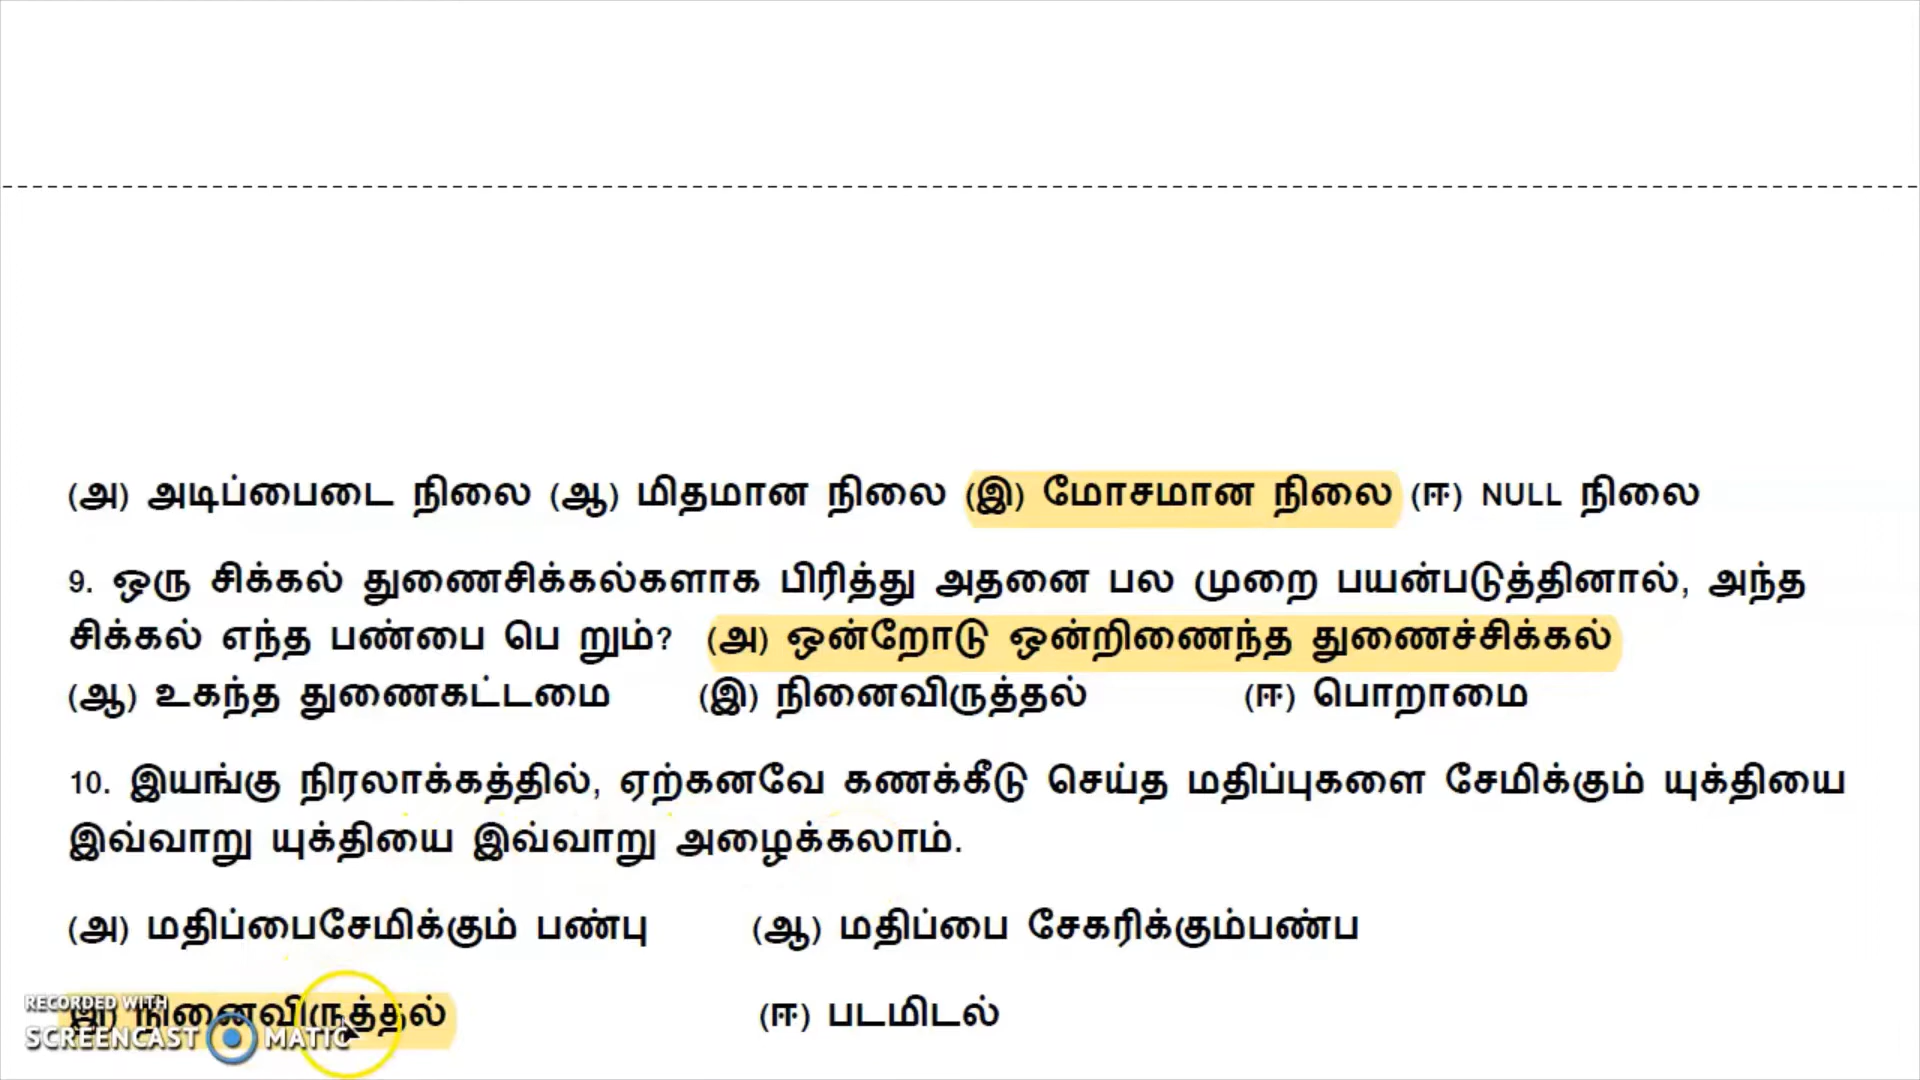 (அ) அடிப்பைடை நிலை (ஆ) மிதமான நிலை (இ) மோசமான நிலை (ஈ) NULL நிலை
9. ஒரு சிக்கல் துணைசிக்கல்களாக பிரித்து அதனை பல முறை பயன்படுத்தினால், அந்த
சிக்கல் எந்த பண்பை பெ றும்? (அ) ஒன்றோடு ஒன்றிணைந்த துணைச்சிக்கல்
(ஆ) உகந்த துணைகட்டமை (இ) நினைவிருத்தல் (ஈ) பொறாமை
10. இயங்கு நிரலாக்கத்தில், ஏற்கனவே கணக்கீடு செய்த மதிப்புகளை சேமிக்கும் யுக்தியை
இவ்வாறு யுக்தியை இவ்வாறு அழைக்கலாம்.
(அ) மதிப்பைசேமிக்கும் பண்பு (ஆ) மதிப்பை சேகரிக்கும்பண்ப
(இ) நினைவிருத்தல் (ஈ) படமிடல்
RECORDED WITH
SCREENCAST MATIC